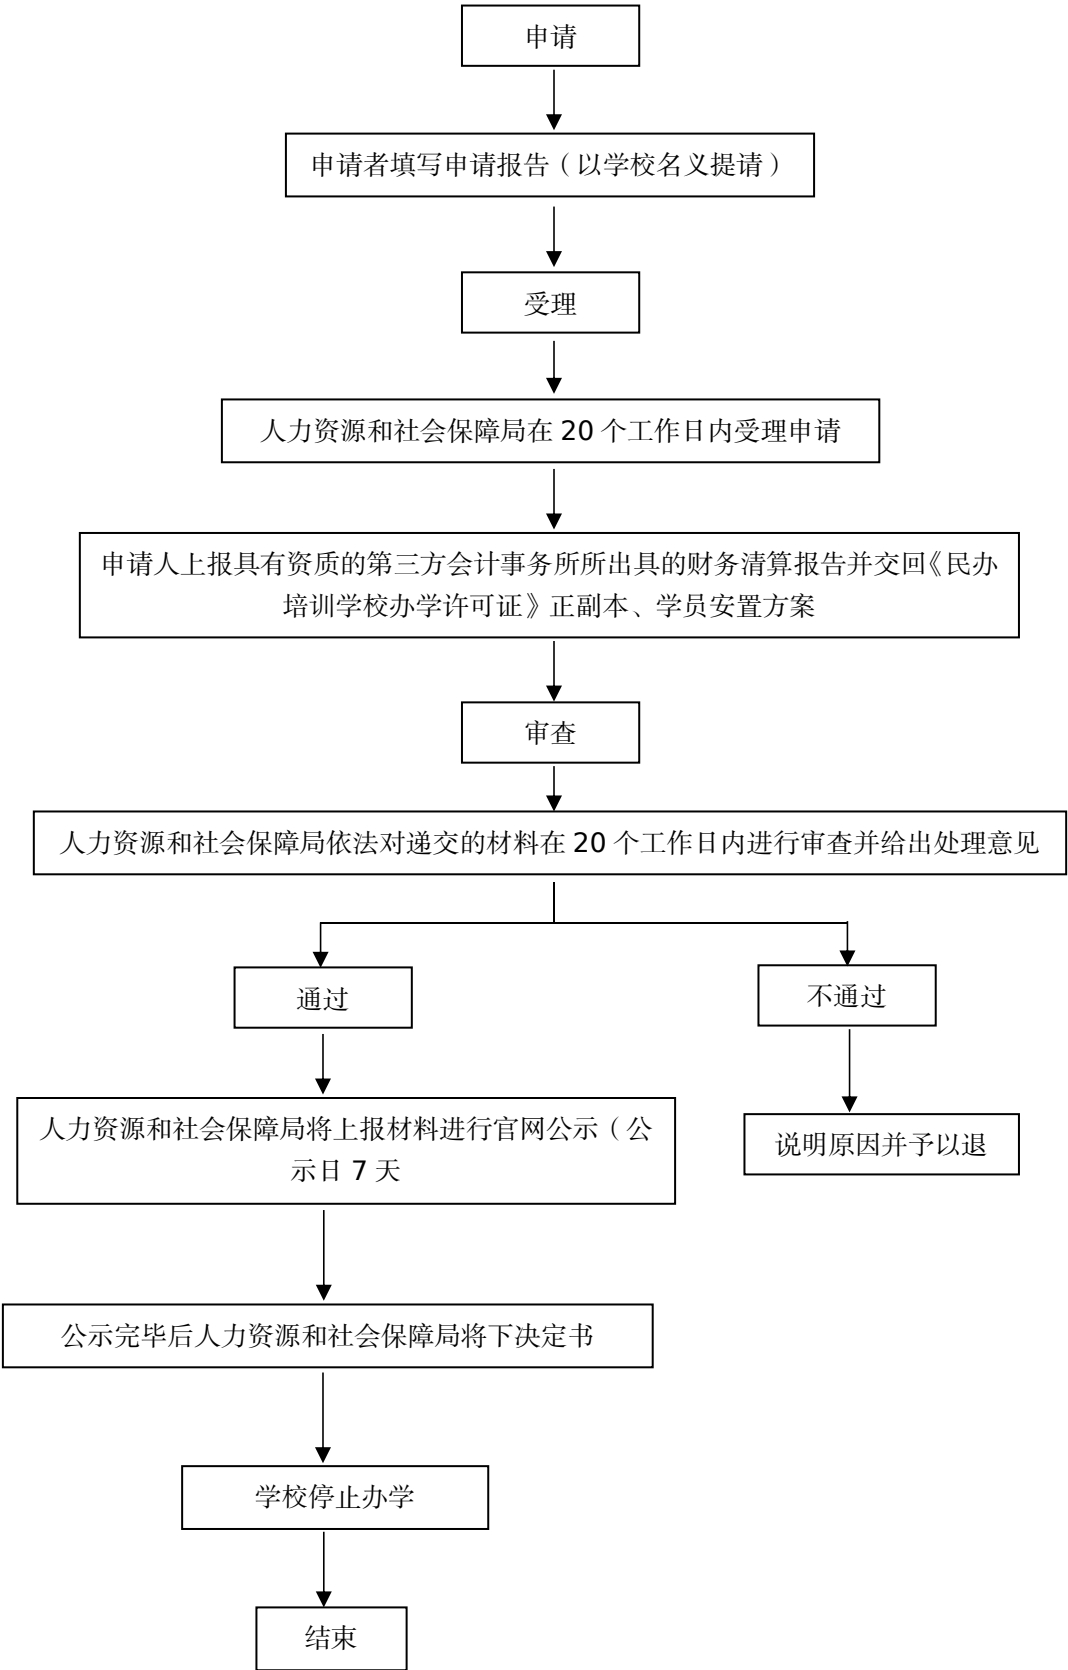 申请
申请者填写申请报告（以学校名义提请）
受理
人力资源和社会保障局在 20 个工作日内受理申请
申请人上报具有资质的第三方会计事务所所出具的财务清算报告并交回《民办
培训学校办学许可证》正副本、学员安置方案
审查
人力资源和社会保障局依法对递交的材料在 20 个工作日内进行审查并给出处理意见
通过
不通过
人力资源和社会保障局将上报材料进行官网公示（公
示日 7 天
说明原因并予以退
公示完毕后人力资源和社会保障局将下决定书
学校停止办学
结束